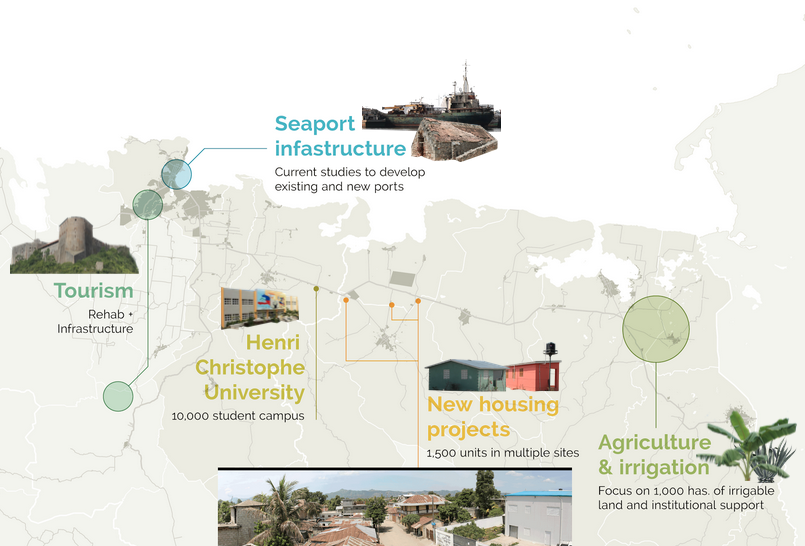 Seaport
infastructure
Current studies to develop
existing and new ports
Tourism
Rehab +
Infrastructure
Henri
Christophe
University
10,000 student campus
New housing
projects
1,500 units in multiple sites
Agriculture
& irrigation
Focus on 1,000 has. of irrigable
land and institutional support